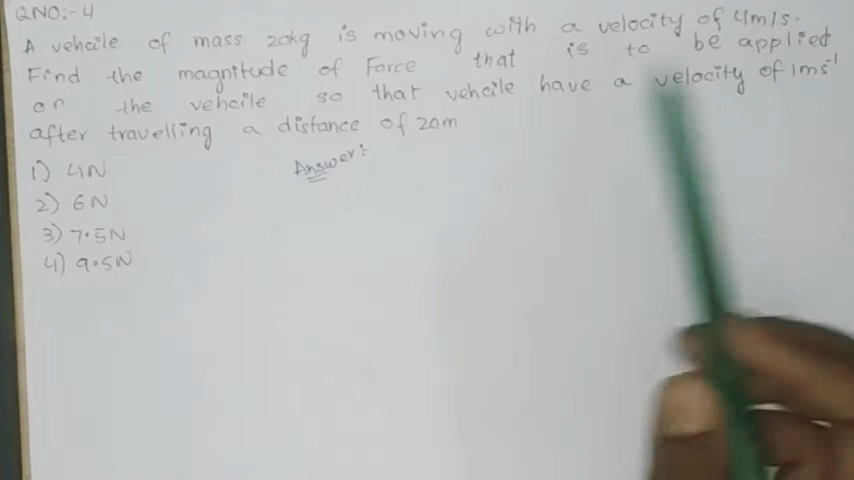 QNO:- 4
A vehcile of mass 20kg is moving with a velocity of 4m/s.
Find the magnitude of Force that is to be applied
on the vehcile so that vehcile have a velocity of 1ms⁻¹
after travelling a distance of 20m
1) 4N
Answer:
2) 6N
3) 7.5N
4) 9.5N